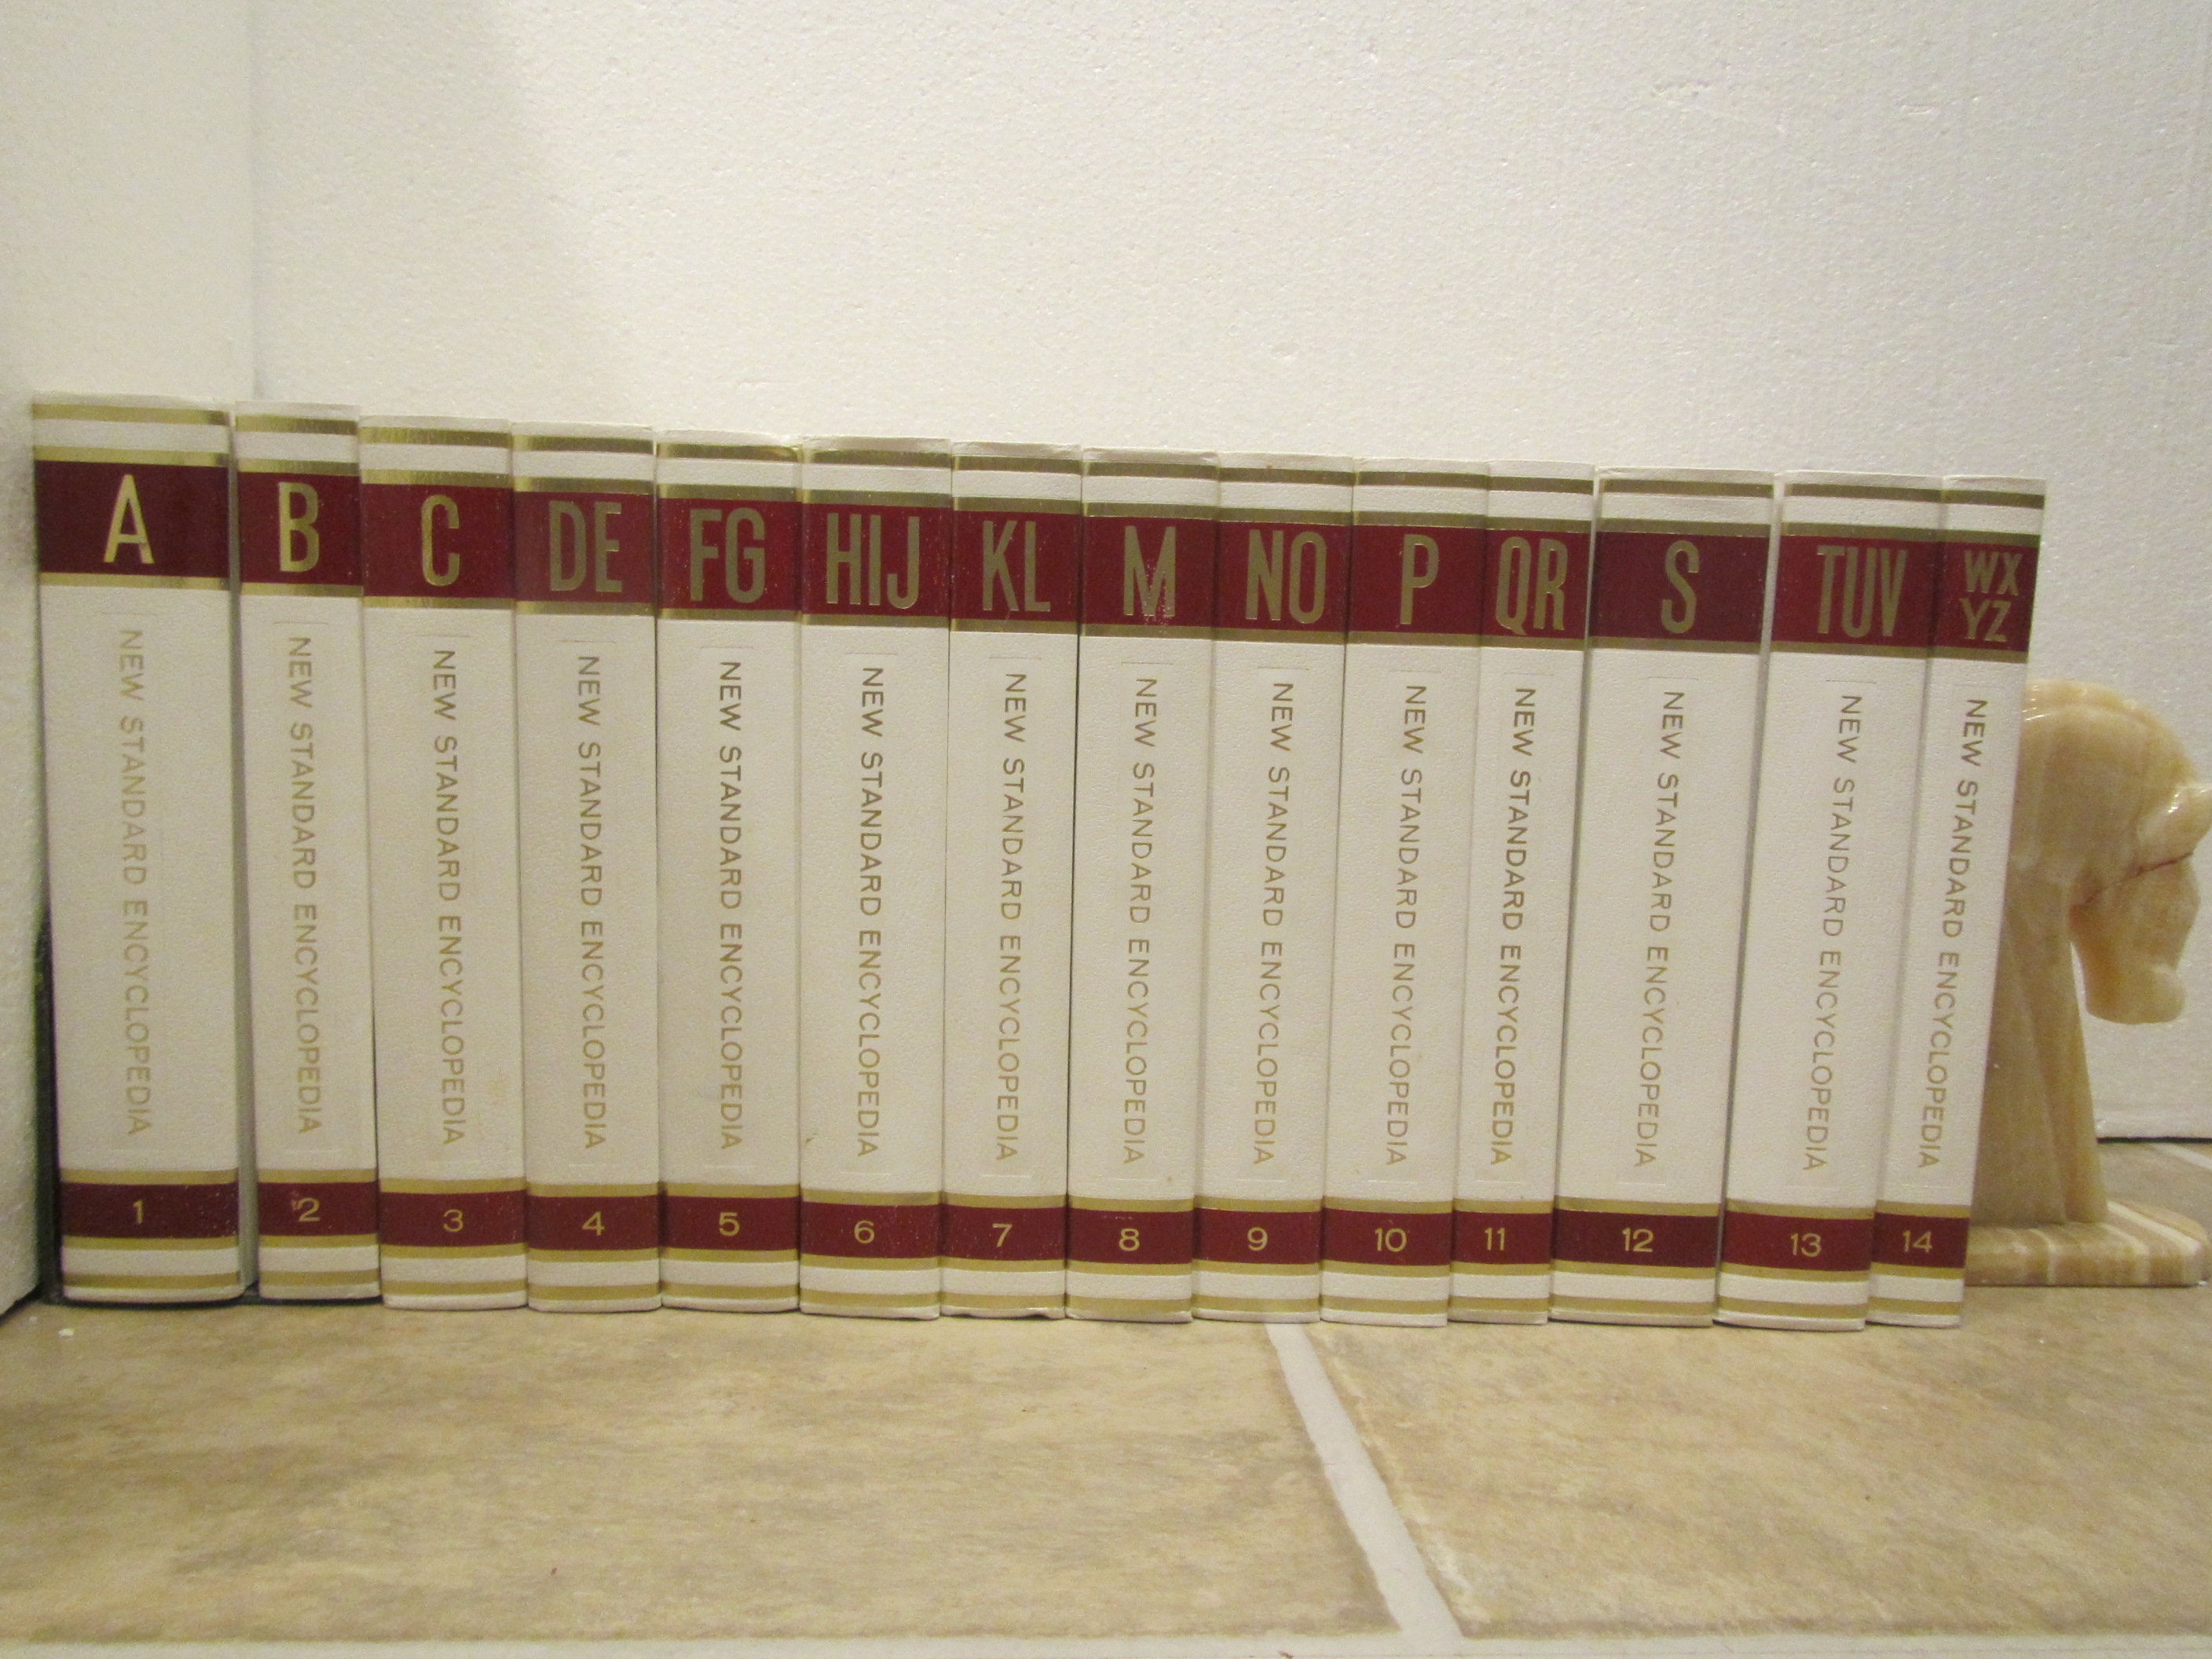 A
NEW STANDARD ENCYCLOPEDIA
1
B
NEW STANDARD ENCYCLOPEDIA
2
C
NEW STANDARD ENCYCLOPEDIA
3
DE
NEW STANDARD ENCYCLOPEDIA
4
FG
NEW STANDARD ENCYCLOPEDIA
5
HIJ
NEW STANDARD ENCYCLOPEDIA
6
KL
NEW STANDARD ENCYCLOPEDIA
7
M
NEW STANDARD ENCYCLOPEDIA
8
NO
NEW STANDARD ENCYCLOPEDIA
9
P
NEW STANDARD ENCYCLOPEDIA
10
QR
NEW STANDARD ENCYCLOPEDIA
11
S
NEW STANDARD ENCYCLOPEDIA
12
TUV
NEW STANDARD ENCYCLOPEDIA
13
WX
YZ
NEW STANDARD ENCYCLOPEDIA
14